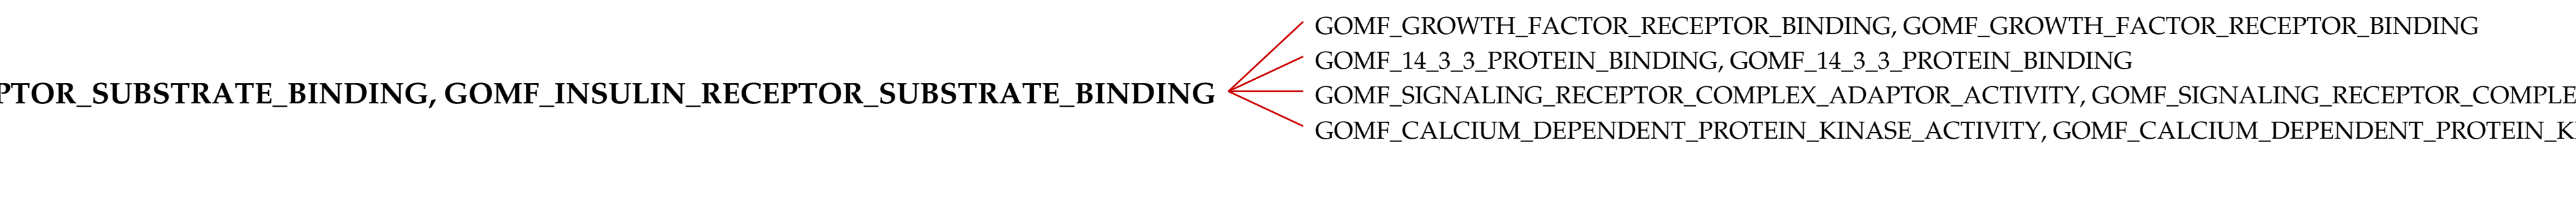 GOMF_GROWTH_FACTOR_RECEPTOR_BINDING, GOMF_GROWTH_FACTOR_RECEPTOR_BINDING
GOMF_14_3_3_PROTEIN_BINDING, GOMF_14_3_3_PROTEIN_BINDING
PTOR_SUBSTRATE_BINDING, GOMF_INSULIN_RECEPTOR_SUBSTRATE_BINDING
GOMF_SIGNALING_RECEPTOR_COMPLEX_ADAPTOR_ACTIVITY, GOMF_SIGNALING_RECEPTOR_COMPLE
GOMF_CALCIUM_DEPENDENT_PROTEIN_KINASE_ACTIVITY, GOMF_CALCIUM_DEPENDENT_PROTEIN_K